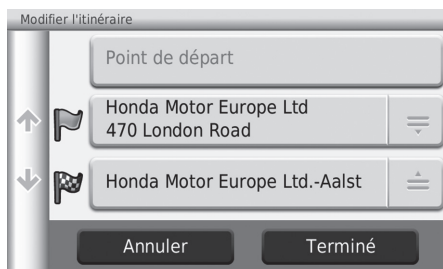 Modifier l'itinéraire
Point de départ
Honda Motor Europe Ltd
470 London Road
Honda Motor Europe Ltd.-Aalst
Annuler
Terminé